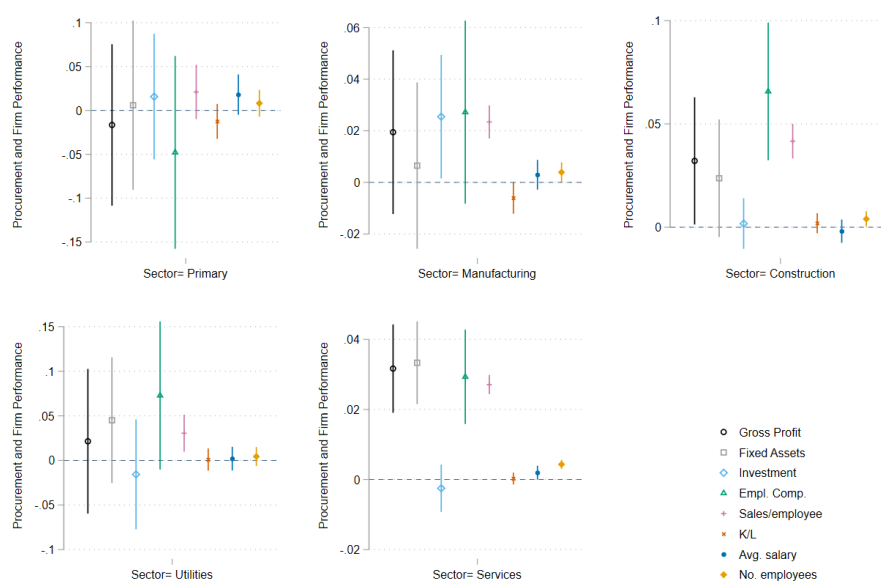 Procurement and Firm Performance
.1
.05
0
-.05
-.1
-.15
Sector= Primary
Procurement and Firm Performance
.06
.04
.02
0
-.02
Sector= Manufacturing
Procurement and Firm Performance
.1
.05
0
Sector= Construction
Procurement and Firm Performance
.15
.1
.05
0
-.05
-.1
Sector= Utilities
Procurement and Firm Performance
.04
.02
0
-.02
Sector= Services
Gross Profit
Fixed Assets
Investment
Empl. Comp.
Sales/employee
K/L
Avg. salary
No. employees